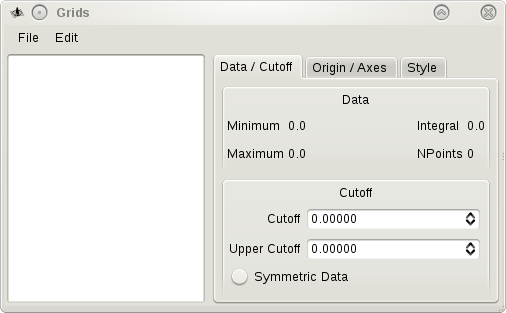 Grids
File Edit
Data / Cutoff Origin / Axes Style
Data
Minimum 0.0 Integral 0.0
Maximum 0.0 NPoints 0
Cutoff
Cutoff 0.00000
Upper Cutoff 0.00000
Symmetric Data